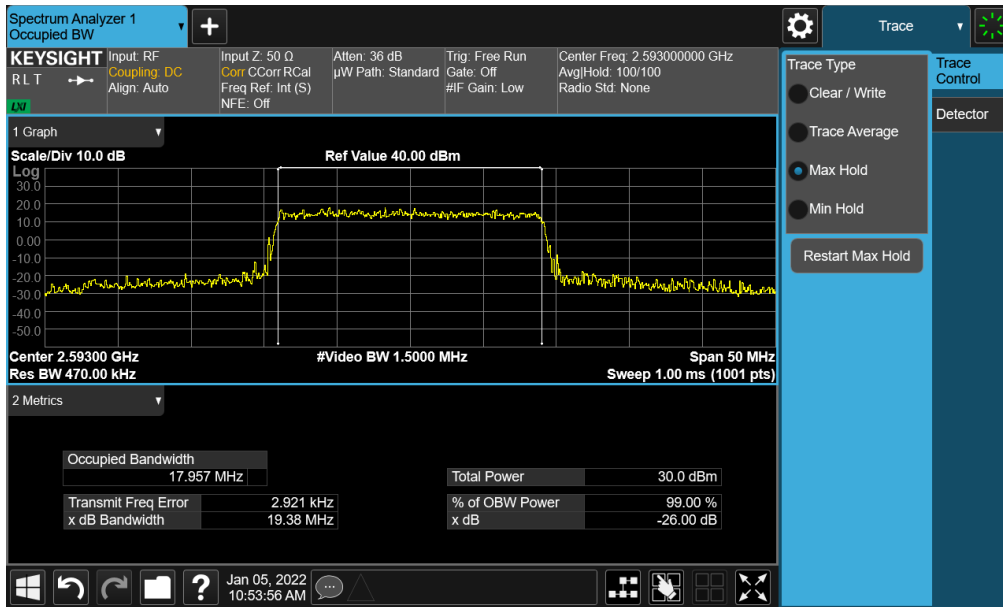 Spectrum Analyzer 1
Occupied BW
+
Trace
KEYSIGHT
R L T
LXI
Input: RF
Coupling: DC
Align: Auto
Input Z: 50 Ω
Corr CCorr RCal
Freq Ref: Int (S)
NFE: Off
Atten: 36 dB
µW Path: Standard
Trig: Free Run
Gate: Off
#IF Gain: Low
Center Freq: 2.593000000 GHz
Avg|Hold: 100/100
Radio Std: None
Trace Type
Clear / Write
Trace Average
Max Hold
Min Hold
Restart Max Hold
Trace
Control
Detector
1 Graph
Scale/Div 10.0 dB
Ref Value 40.00 dBm
Log
30.0
20.0
10.0
0.00
-10.0
-20.0
-30.0
-40.0
-50.0
Center 2.59300 GHz
#Video BW 1.5000 MHz
Span 50 MHz
Res BW 470.00 kHz
Sweep 1.00 ms (1001 pts)
2 Metrics
Occupied Bandwidth
17.957 MHz
Total Power 30.0 dBm
Transmit Freq Error 2.921 kHz
% of OBW Power 99.00 %
x dB Bandwidth 19.38 MHz
x dB -26.00 dB
?
Jan 05, 2022
10:53:56 AM